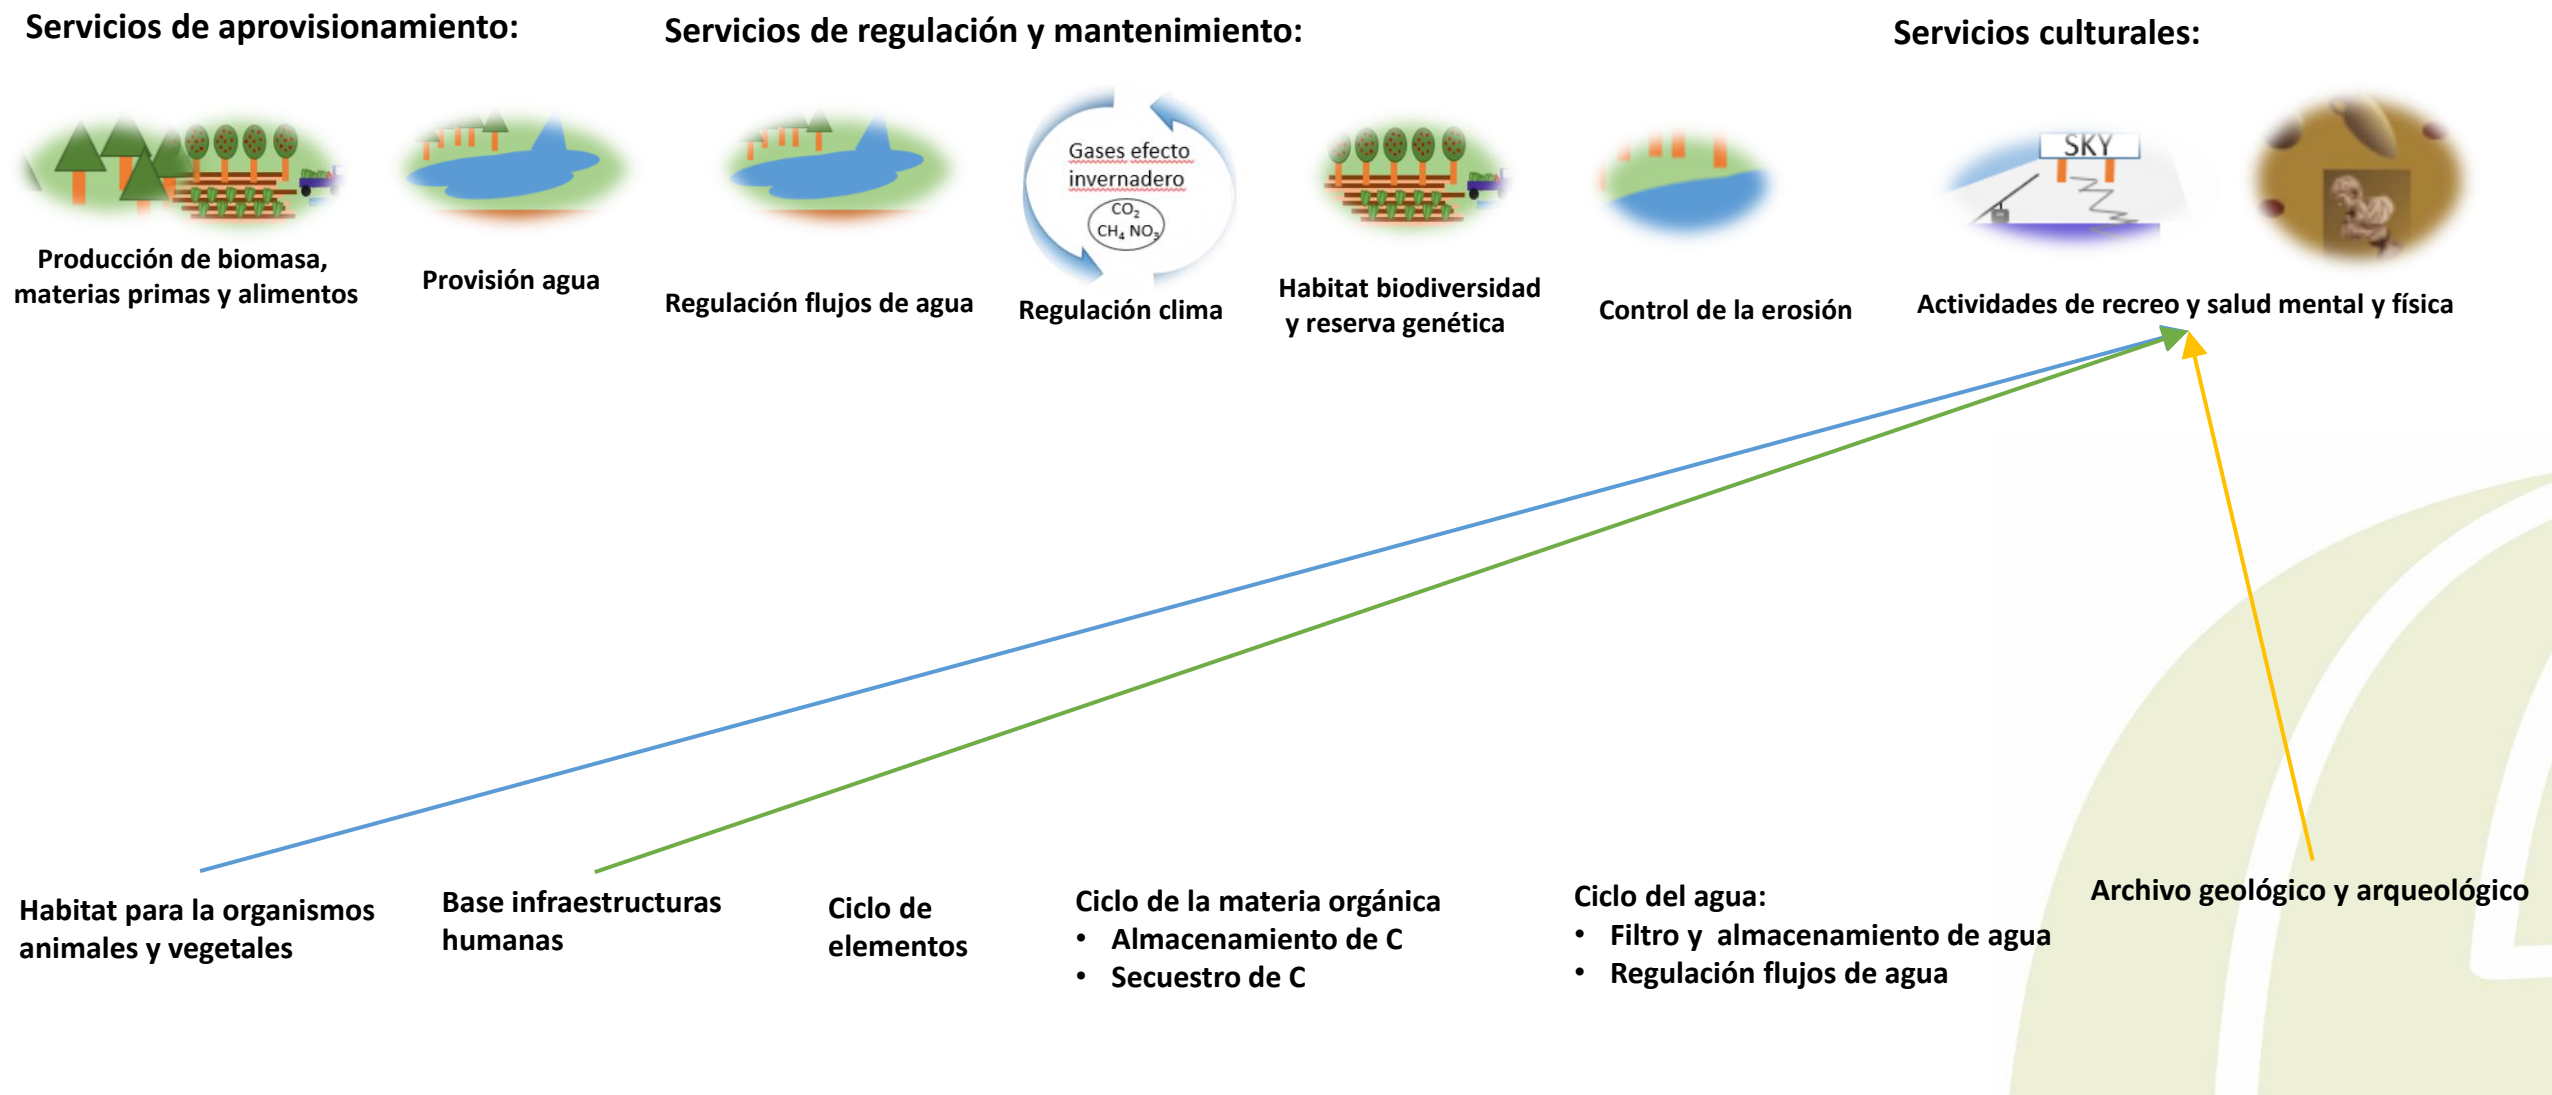 Servicios de aprovisionamiento:
Servicios de regulación y mantenimiento:
Servicios culturales:
Gases efecto
invernadero
CO₂
CH₄ NO₃
SKY
Producción de biomasa,
materias primas y alimentos
Provisión agua
Regulación flujos de agua
Regulación clima
Habitat biodiversidad
y reserva genética
Control de la erosión
Actividades de recreo y salud mental y física
Habitat para la organismos
animales y vegetales
Base infraestructuras
humanas
Ciclo de
elementos
Ciclo de la materia orgánica
• Almacenamiento de C
• Secuestro de C
Ciclo del agua:
• Filtro y almacenamiento de agua
• Regulación flujos de agua
Archivo geológico y arqueológico